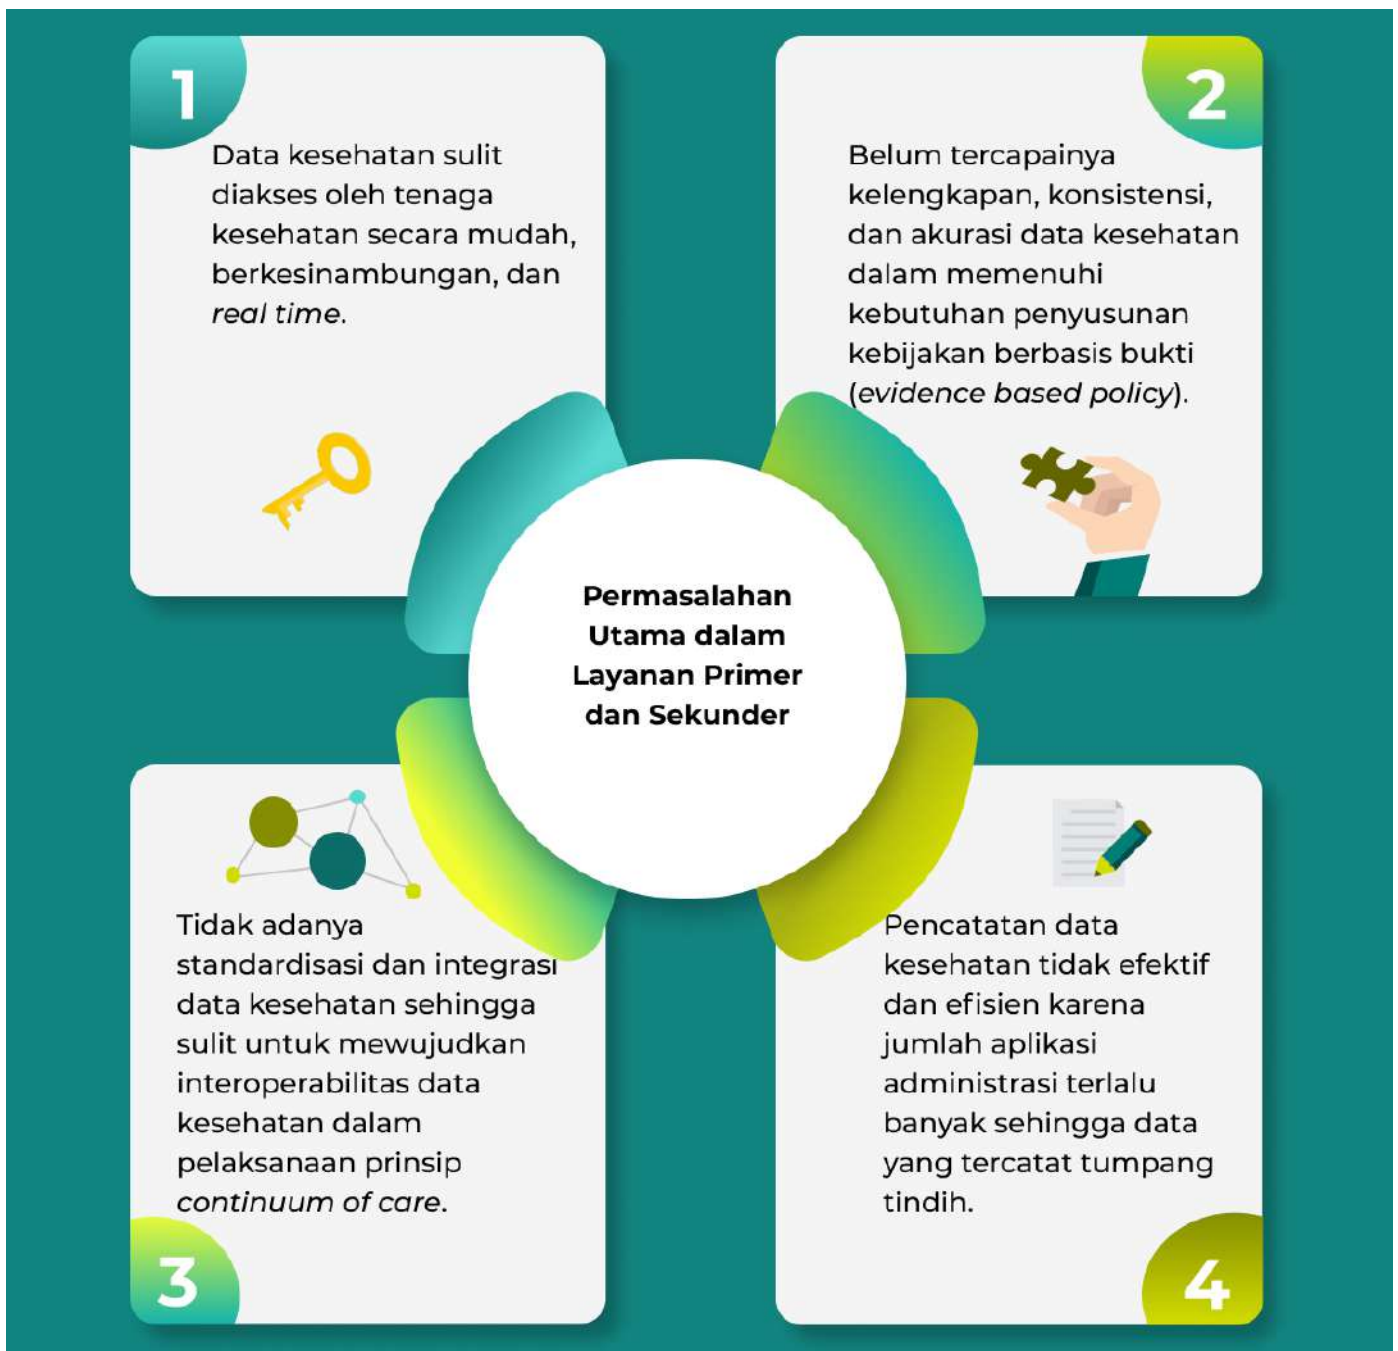 1
Data kesehatan sulit
diakses oleh tenaga
kesehatan secara mudah,
berkesinambungan, dan
real time.
2
Belum tercapainya
kelengkapan, konsistensi,
dan akurasi data kesehatan
dalam memenuhi
kebutuhan penyusunan
kebijakan berbasis bukti
(evidence based policy).
Permasalahan
Utama dalam
Layanan Primer
dan Sekunder
Tidak adanya
standardisasi dan integrasi
data kesehatan sehingga
sulit untuk mewujudkan
interoperabilitas data
kesehatan dalam
pelaksanaan prinsip
continuum of care.
3
Pencatatan data
kesehatan tidak efektif
dan efisien karena
jumlah aplikasi
administrasi terlalu
banyak sehingga data
yang tercatat tumpang
tindih.
4